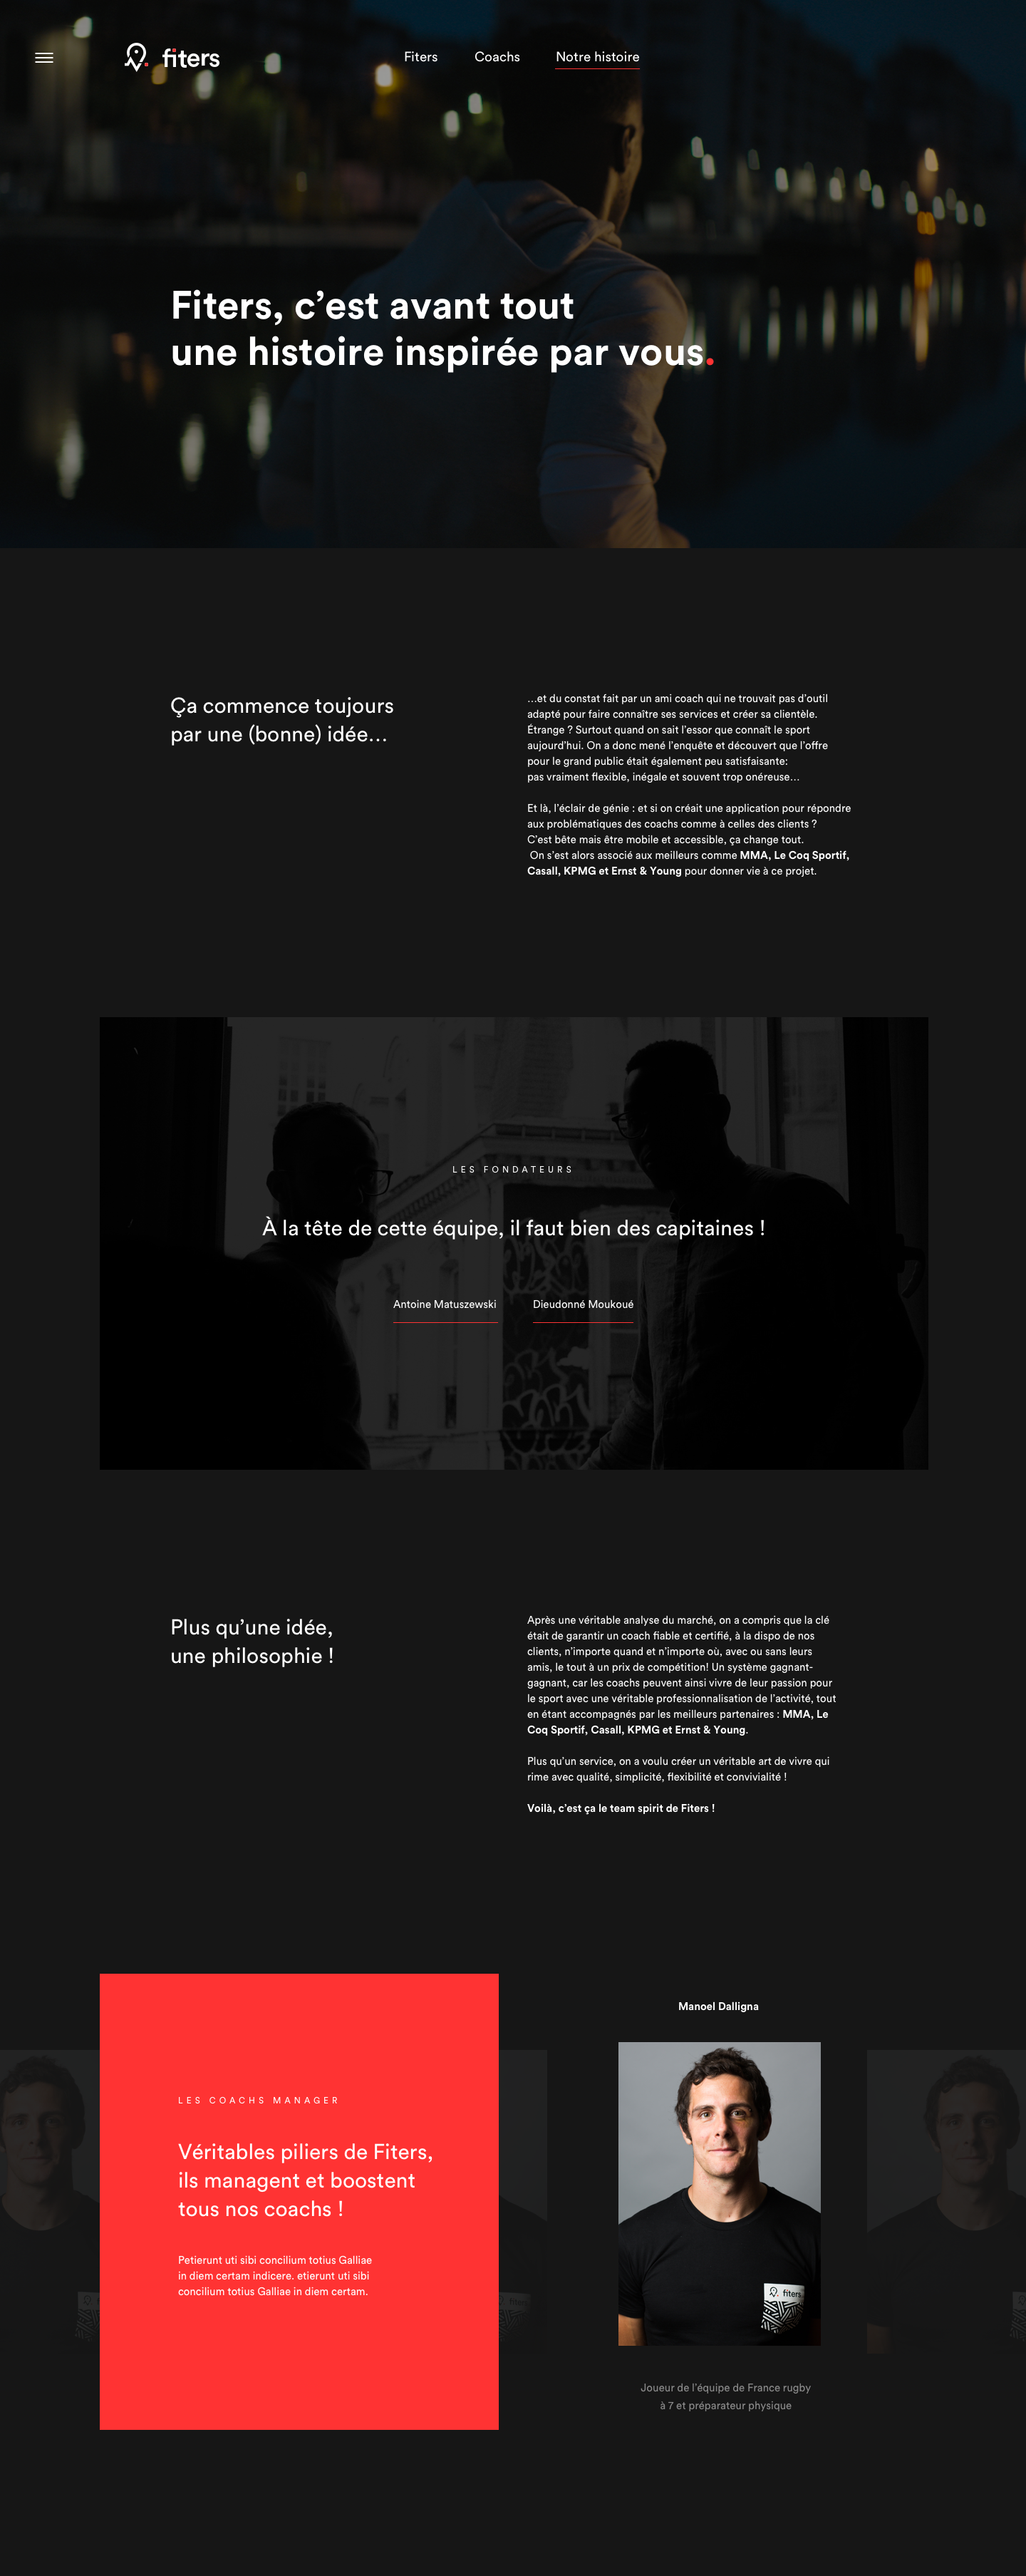 fiters
Fiters
Coachs
Notre histoire
Fiters, c’est avant tout
une histoire inspirée par vous.
Ça commence toujours
par une (bonne) idée…
…et du constat fait par un ami coach qui ne trouvait pas d’outil
adapté pour faire connaître ses services et créer sa clientèle.
Étrange ? Surtout quand on sait l’essor que connaît le sport
aujourd’hui. On a donc mené l’enquête et découvert que l’offre
pour le grand public était également peu satisfaisante:
pas vraiment flexible, inégale et souvent trop onéreuse…
Et là, l’éclair de génie : et si on créait une application pour répondre
aux problématiques des coachs comme à celles des clients ?
C’est bête mais être mobile et accessible, ça change tout.
On s’est alors associé aux meilleurs comme MMA, Le Coq Sportif,
Casall, KPMG et Ernst & Young pour donner vie à ce projet.
LES FONDATEURS
À la tête de cette équipe, il faut bien des capitaines !
Antoine Matuszewski
Dieudonné Moukoué
Plus qu’une idée,
une philosophie !
Après une véritable analyse du marché, on a compris que la clé
était de garantir un coach fiable et certifié, à la dispo de nos
clients, n’importe quand et n’importe où, avec ou sans leurs
amis, le tout à un prix de compétition! Un système gagnant-
gagnant, car les coachs peuvent ainsi vivre de leur passion pour
le sport avec une véritable professionnalisation de l’activité, tout
en étant accompagnés par les meilleurs partenaires : MMA, Le
Coq Sportif, Casall, KPMG et Ernst & Young.
Plus qu’un service, on a voulu créer un véritable art de vivre qui
rime avec qualité, simplicité, flexibilité et convivialité !
Voilà, c’est ça le team spirit de Fiters !
LES COACHS MANAGER
Véritables piliers de Fiters,
ils managent et boostent
tous nos coachs !
Petierunt uti sibi concilium totius Galliae
in diem certam indicere. etierunt uti sibi
concilium totius Galliae in diem certam.
Manoel Dalligna
fiters
Joueur de l’équipe de France rugby
à 7 et préparateur physique